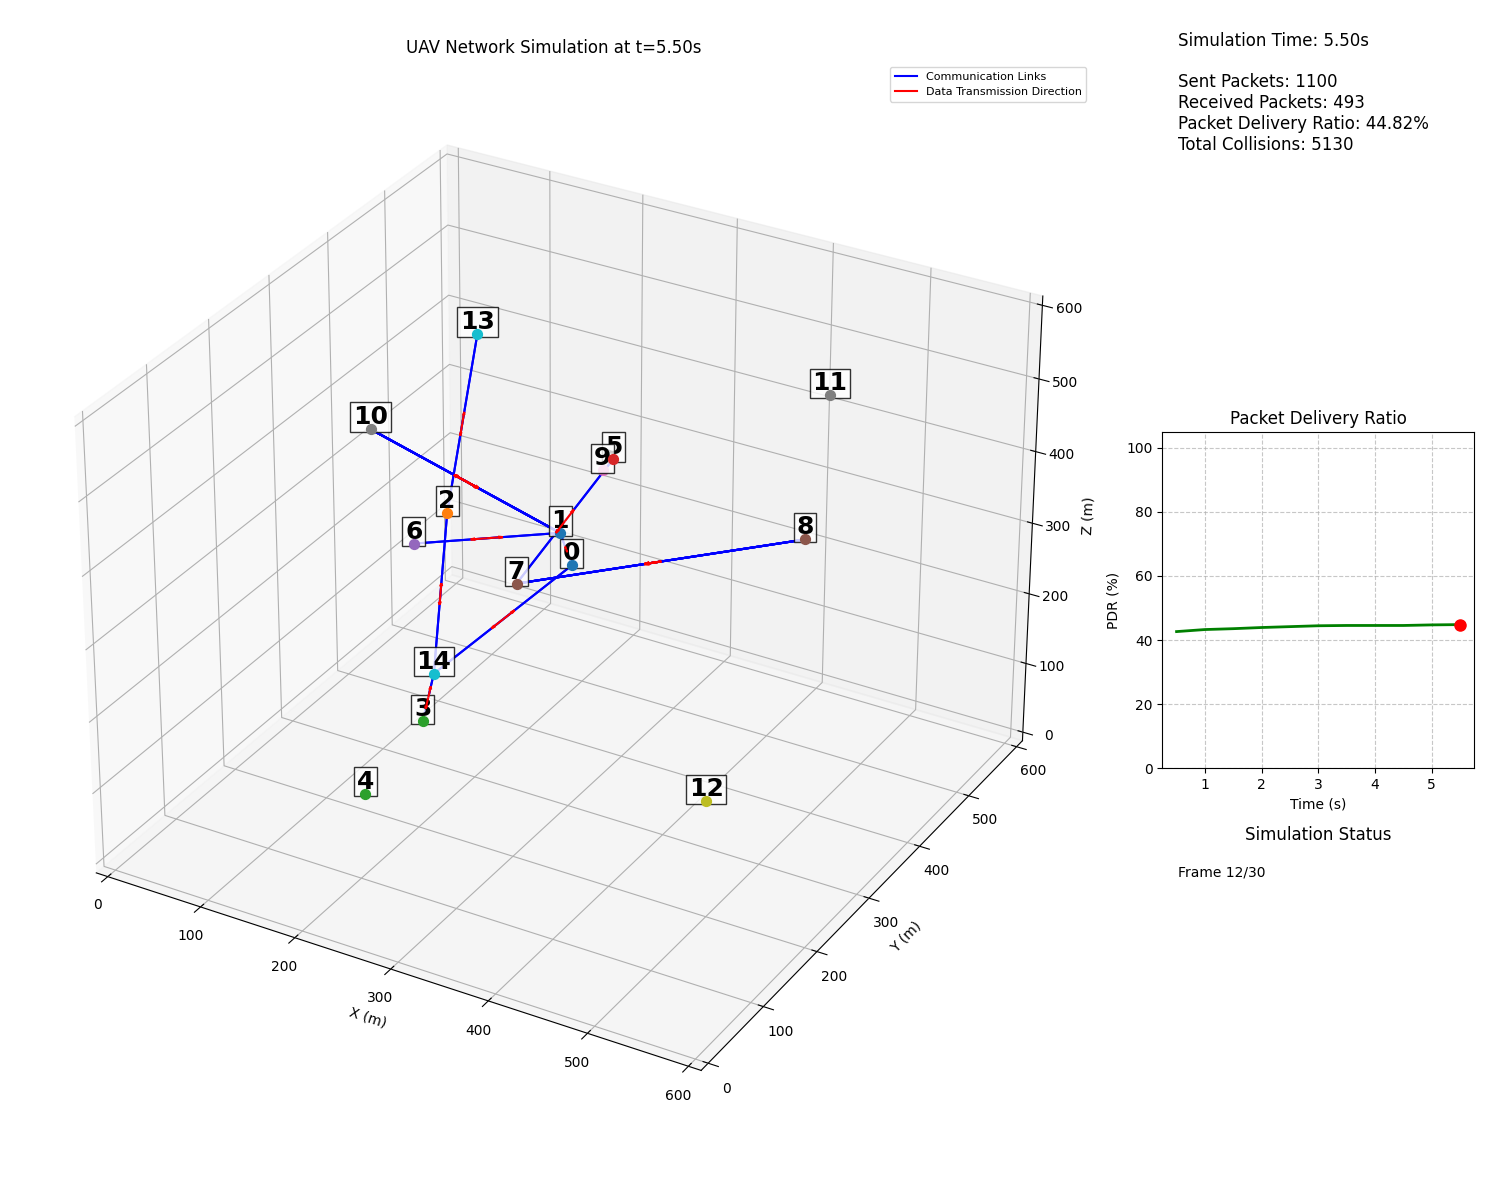 UAV Network Simulation at t=5.50s
Communication Links
Data Transmission Direction
Simulation Time: 5.50s
Sent Packets: 1100
Received Packets: 493
Packet Delivery Ratio: 44.82%
Total Collisions: 5130
13
11
10
5
9
2
1
8
6
0
7
14
3
4
12
600
500
400
300
200
100
0
Z (m)
0
100
200
300
400
500
600
X (m)
0
100
200
300
400
500
600
Y (m)
Packet Delivery Ratio
100
80
60
40
20
0
PDR (%)
1
2
3
4
5
Time (s)
Simulation Status
Frame 12/30